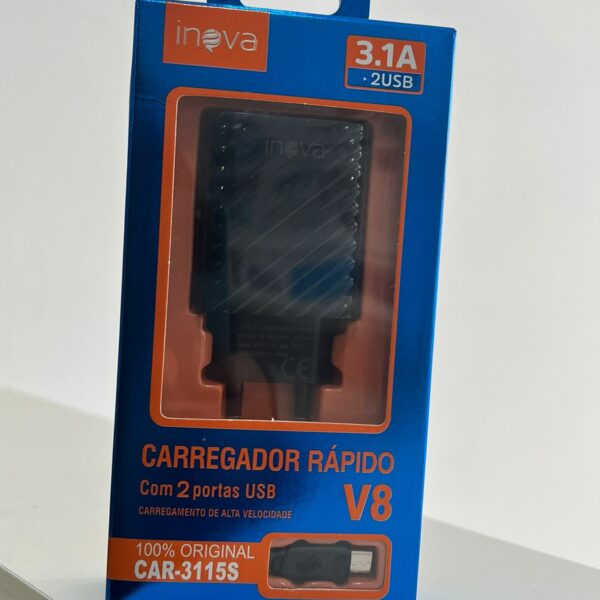 inova
3.1A
· 2USB
inova
CE
CARREGADOR RÁPIDO
Com 2 portas USB
V8
CARREGAMENTO DE ALTA VELOCIDADE
100% ORIGINAL
CAR-3115S